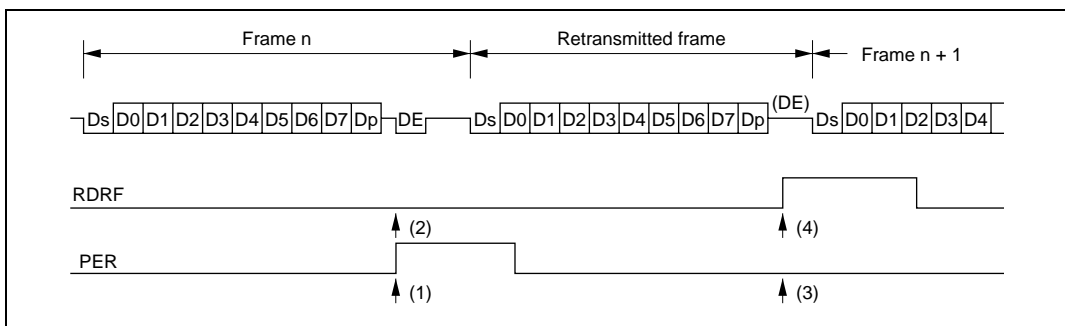 Frame n Retransmitted frame Frame n + 1
(DE)
Ds D0 D1 D2 D3 D4 D5 D6 D7 Dp DE Ds D0 D1 D2 D3 D4 D5 D6 D7 Dp Ds D0 D1 D2 D3 D4
RDRF
(2) (4)
PER
(1) (3)